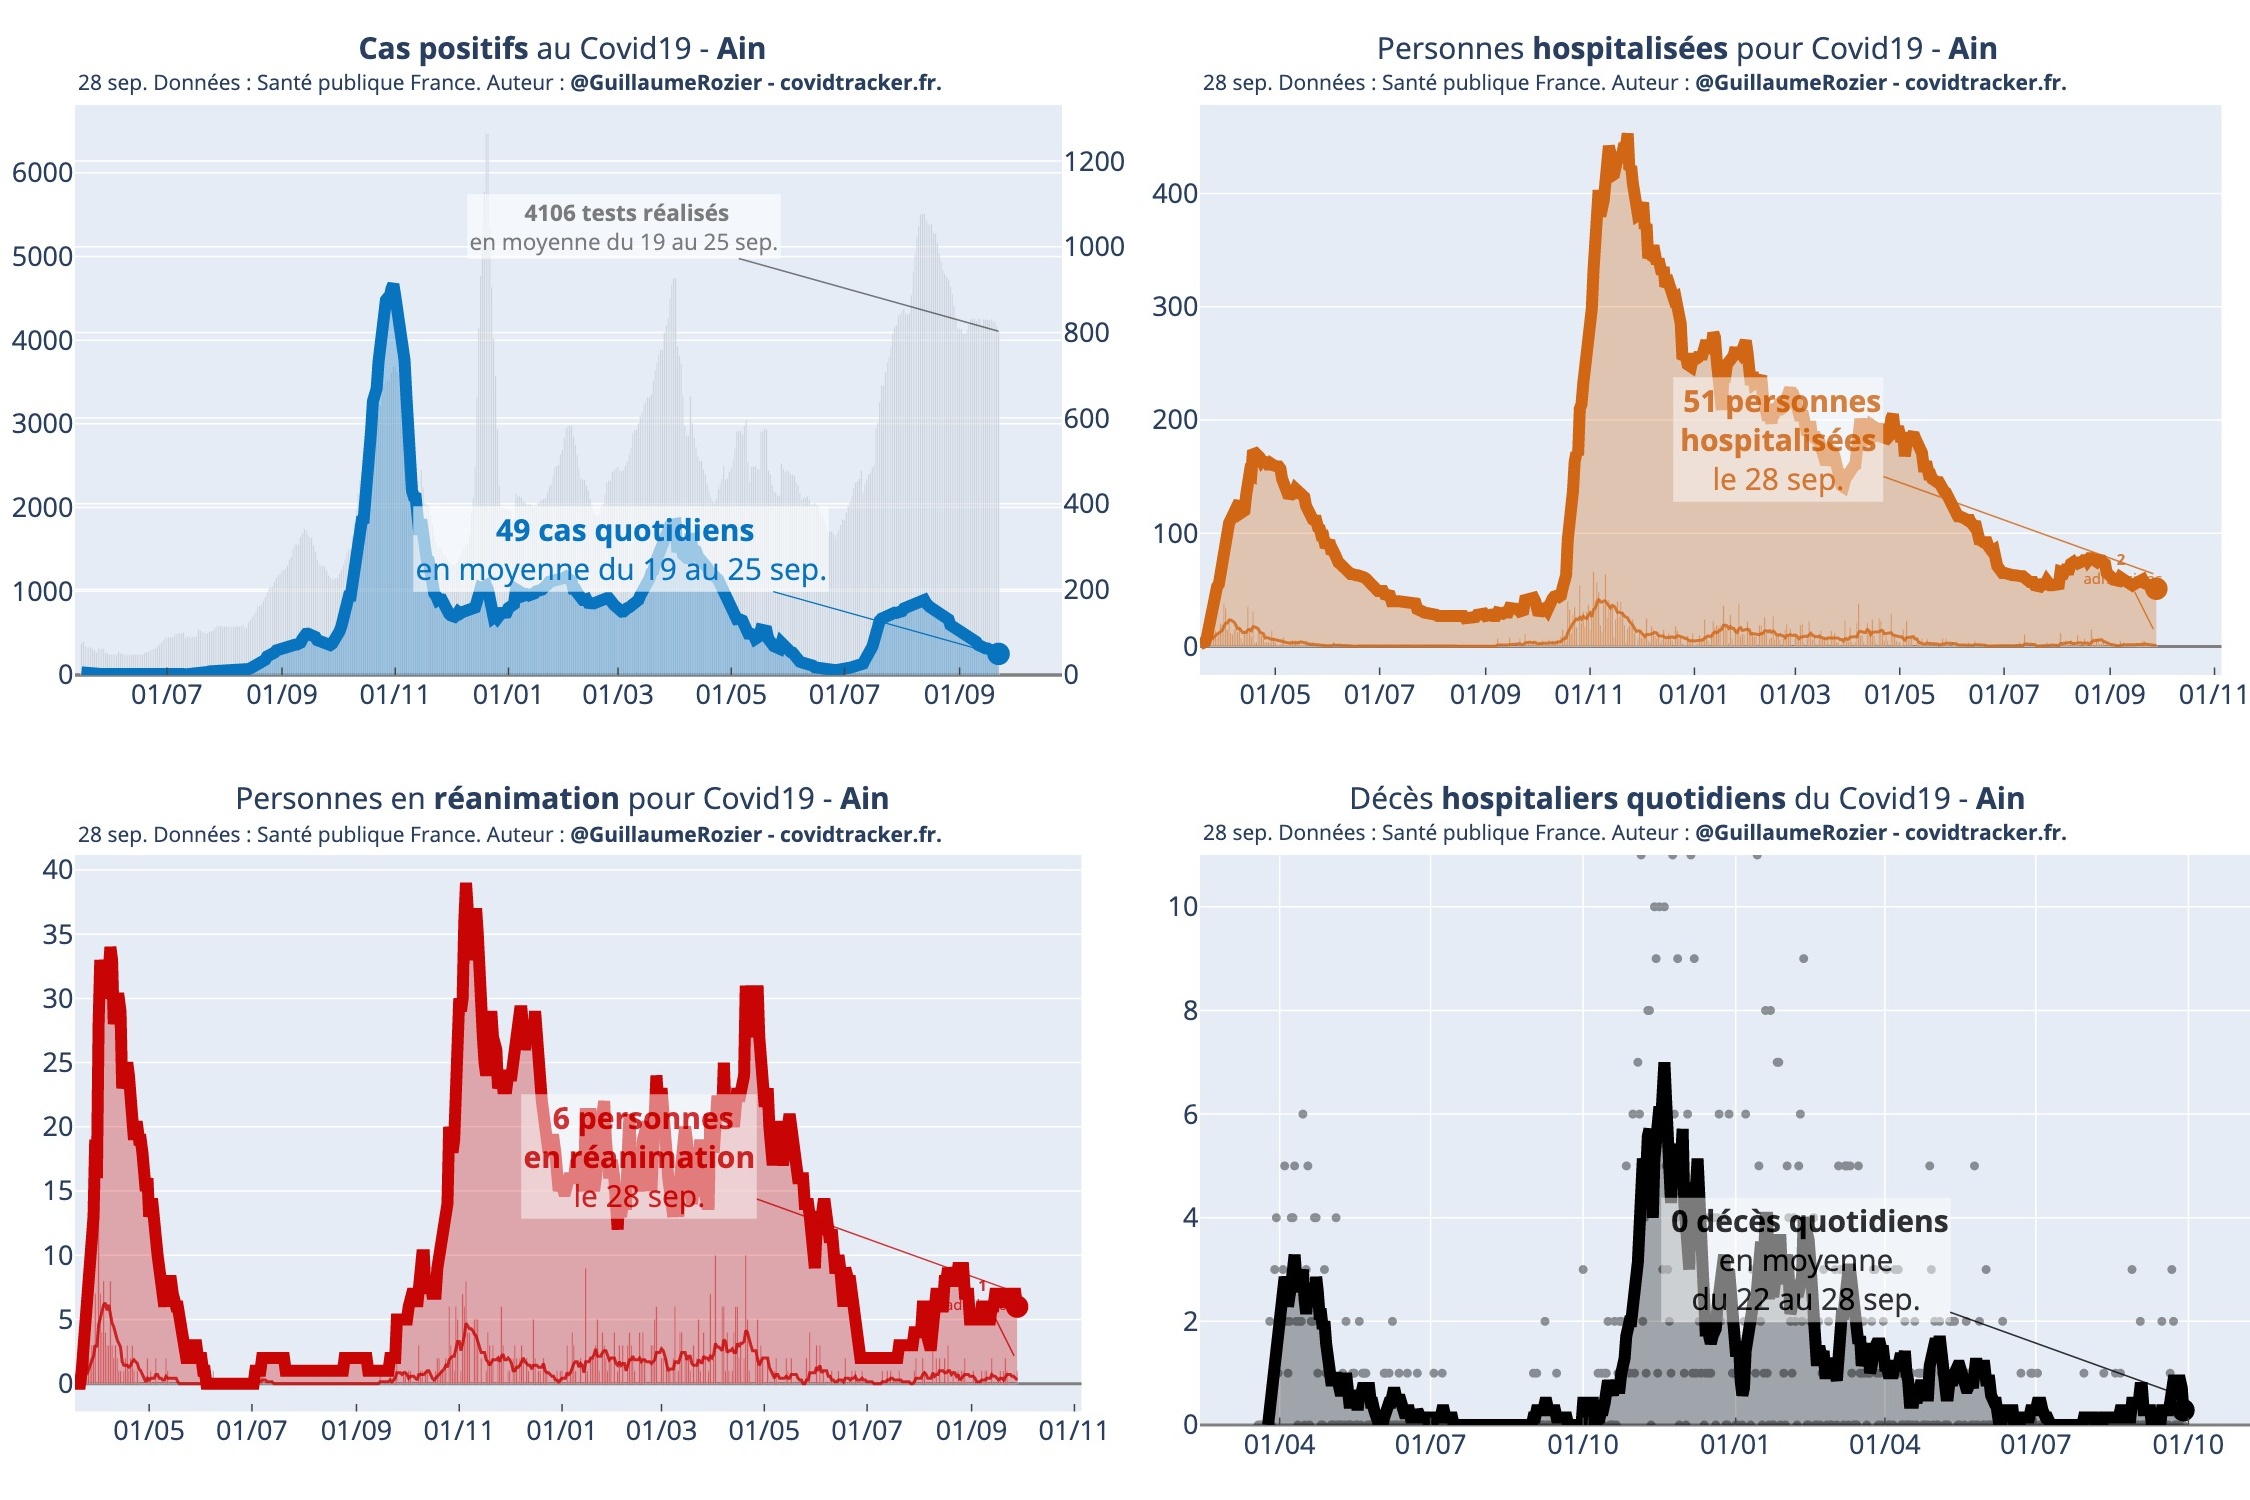 Cas positifs au Covid19 - Ain
28 sep. Données : Santé publique France. Auteur : @GuillaumeRozier - covidtracker.fr.
6000
5000
4000
3000
2000
1000
0
1200
1000
800
600
400
200
0
4106 tests réalisés
en moyenne du 19 au 25 sep.
49 cas quotidiens
en moyenne du 19 au 25 sep.
01/07 01/09 01/11 01/01 01/03 01/05 01/07 01/09
Personnes hospitalisées pour Covid19 - Ain
28 sep. Données : Santé publique France. Auteur : @GuillaumeRozier - covidtracker.fr.
400
300
200
100
0
51 personnes
hospitalisées
le 28 sep.
2
01/05 01/07 01/09 01/11 01/01 01/03 01/05 01/07 01/09 01/11
Personnes en réanimation pour Covid19 - Ain
28 sep. Données : Santé publique France. Auteur : @GuillaumeRozier - covidtracker.fr.
40
35
30
25
20
15
10
5
0
6 personnes
en réanimation
le 28 sep.
1
01/05 01/07 01/09 01/11 01/01 01/03 01/05 01/07 01/09 01/11
Décès hospitaliers quotidiens du Covid19 - Ain
28 sep. Données : Santé publique France. Auteur : @GuillaumeRozier - covidtracker.fr.
10
8
6
4
2
0
0 décès quotidiens
en moyenne
du 22 au 28 sep.
01/04 01/07 01/10 01/01 01/04 01/07 01/10